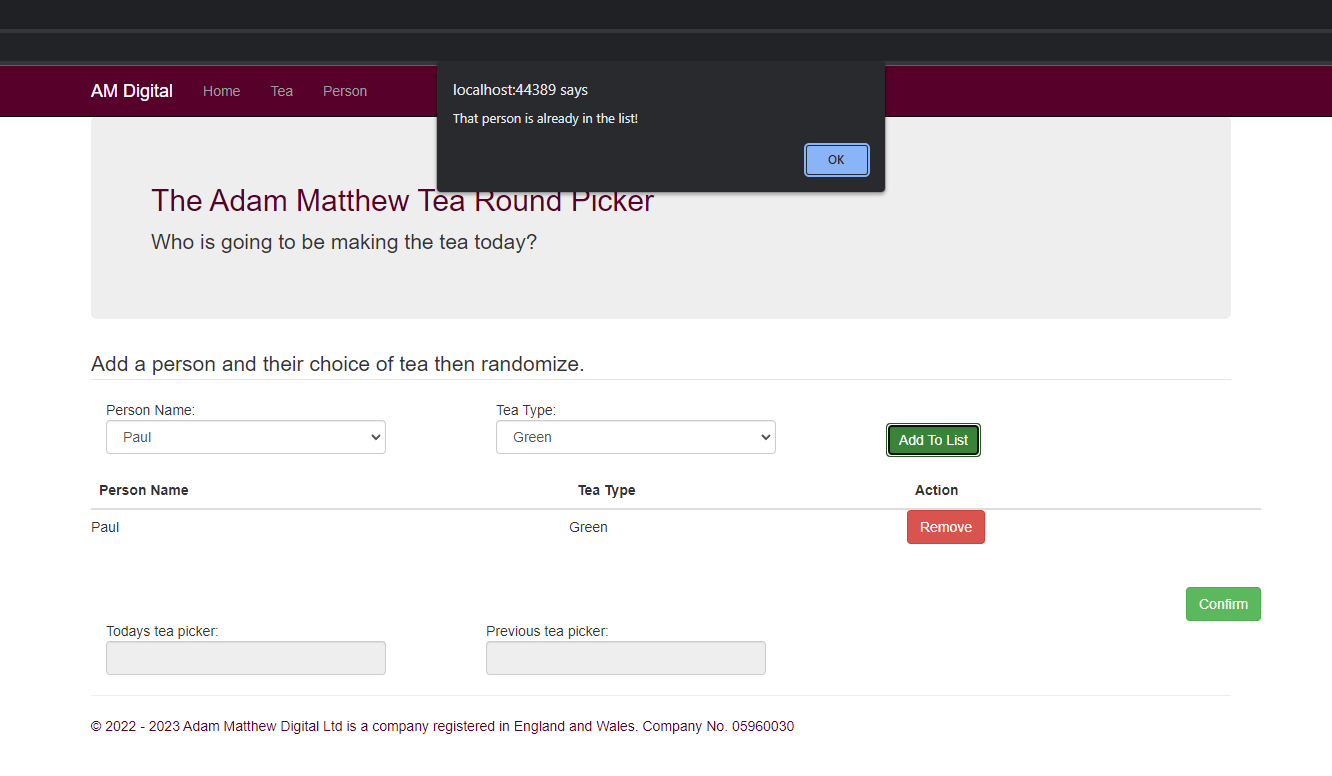 AM Digital Home Tea Person
localhost:44389 says
That person is already in the list!
OK
The Adam Matthew Tea Round Picker
Who is going to be making the tea today?
Add a person and their choice of tea then randomize.
Person Name: Tea Type:
Paul Green Add To List
Person Name Tea Type Action
Paul Green Remove
Confirm
Todays tea picker: Previous tea picker:
© 2022 - 2023 Adam Matthew Digital Ltd is a company registered in England and Wales. Company No. 05960030